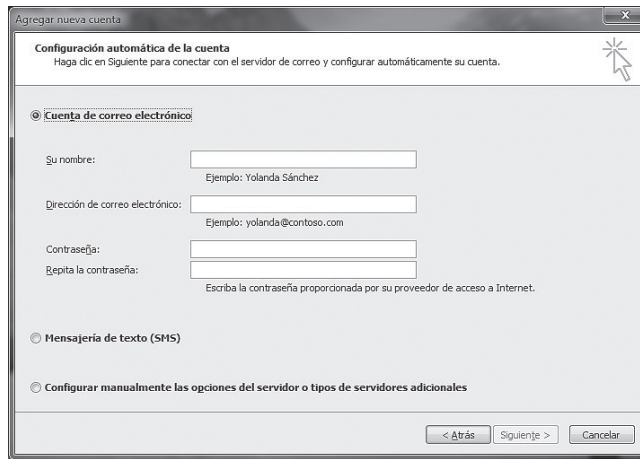 Agregar nueva cuenta
Configuración automática de la cuenta
Haga clic en Siguiente para conectar con el servidor de correo y configurar automáticamente su cuenta.
Cuenta de correo electrónico
Su nombre:
Ejemplo: Yolanda Sánchez
Dirección de correo electrónico:
Ejemplo: yolanda@contoso.com
Contraseña:
Repita la contraseña:
Escriba la contraseña proporcionada por su proveedor de acceso a Internet.
Mensajería de texto (SMS)
Configurar manualmente las opciones del servidor o tipos de servidores adicionales
< Atrás Siguiente > Cancelar